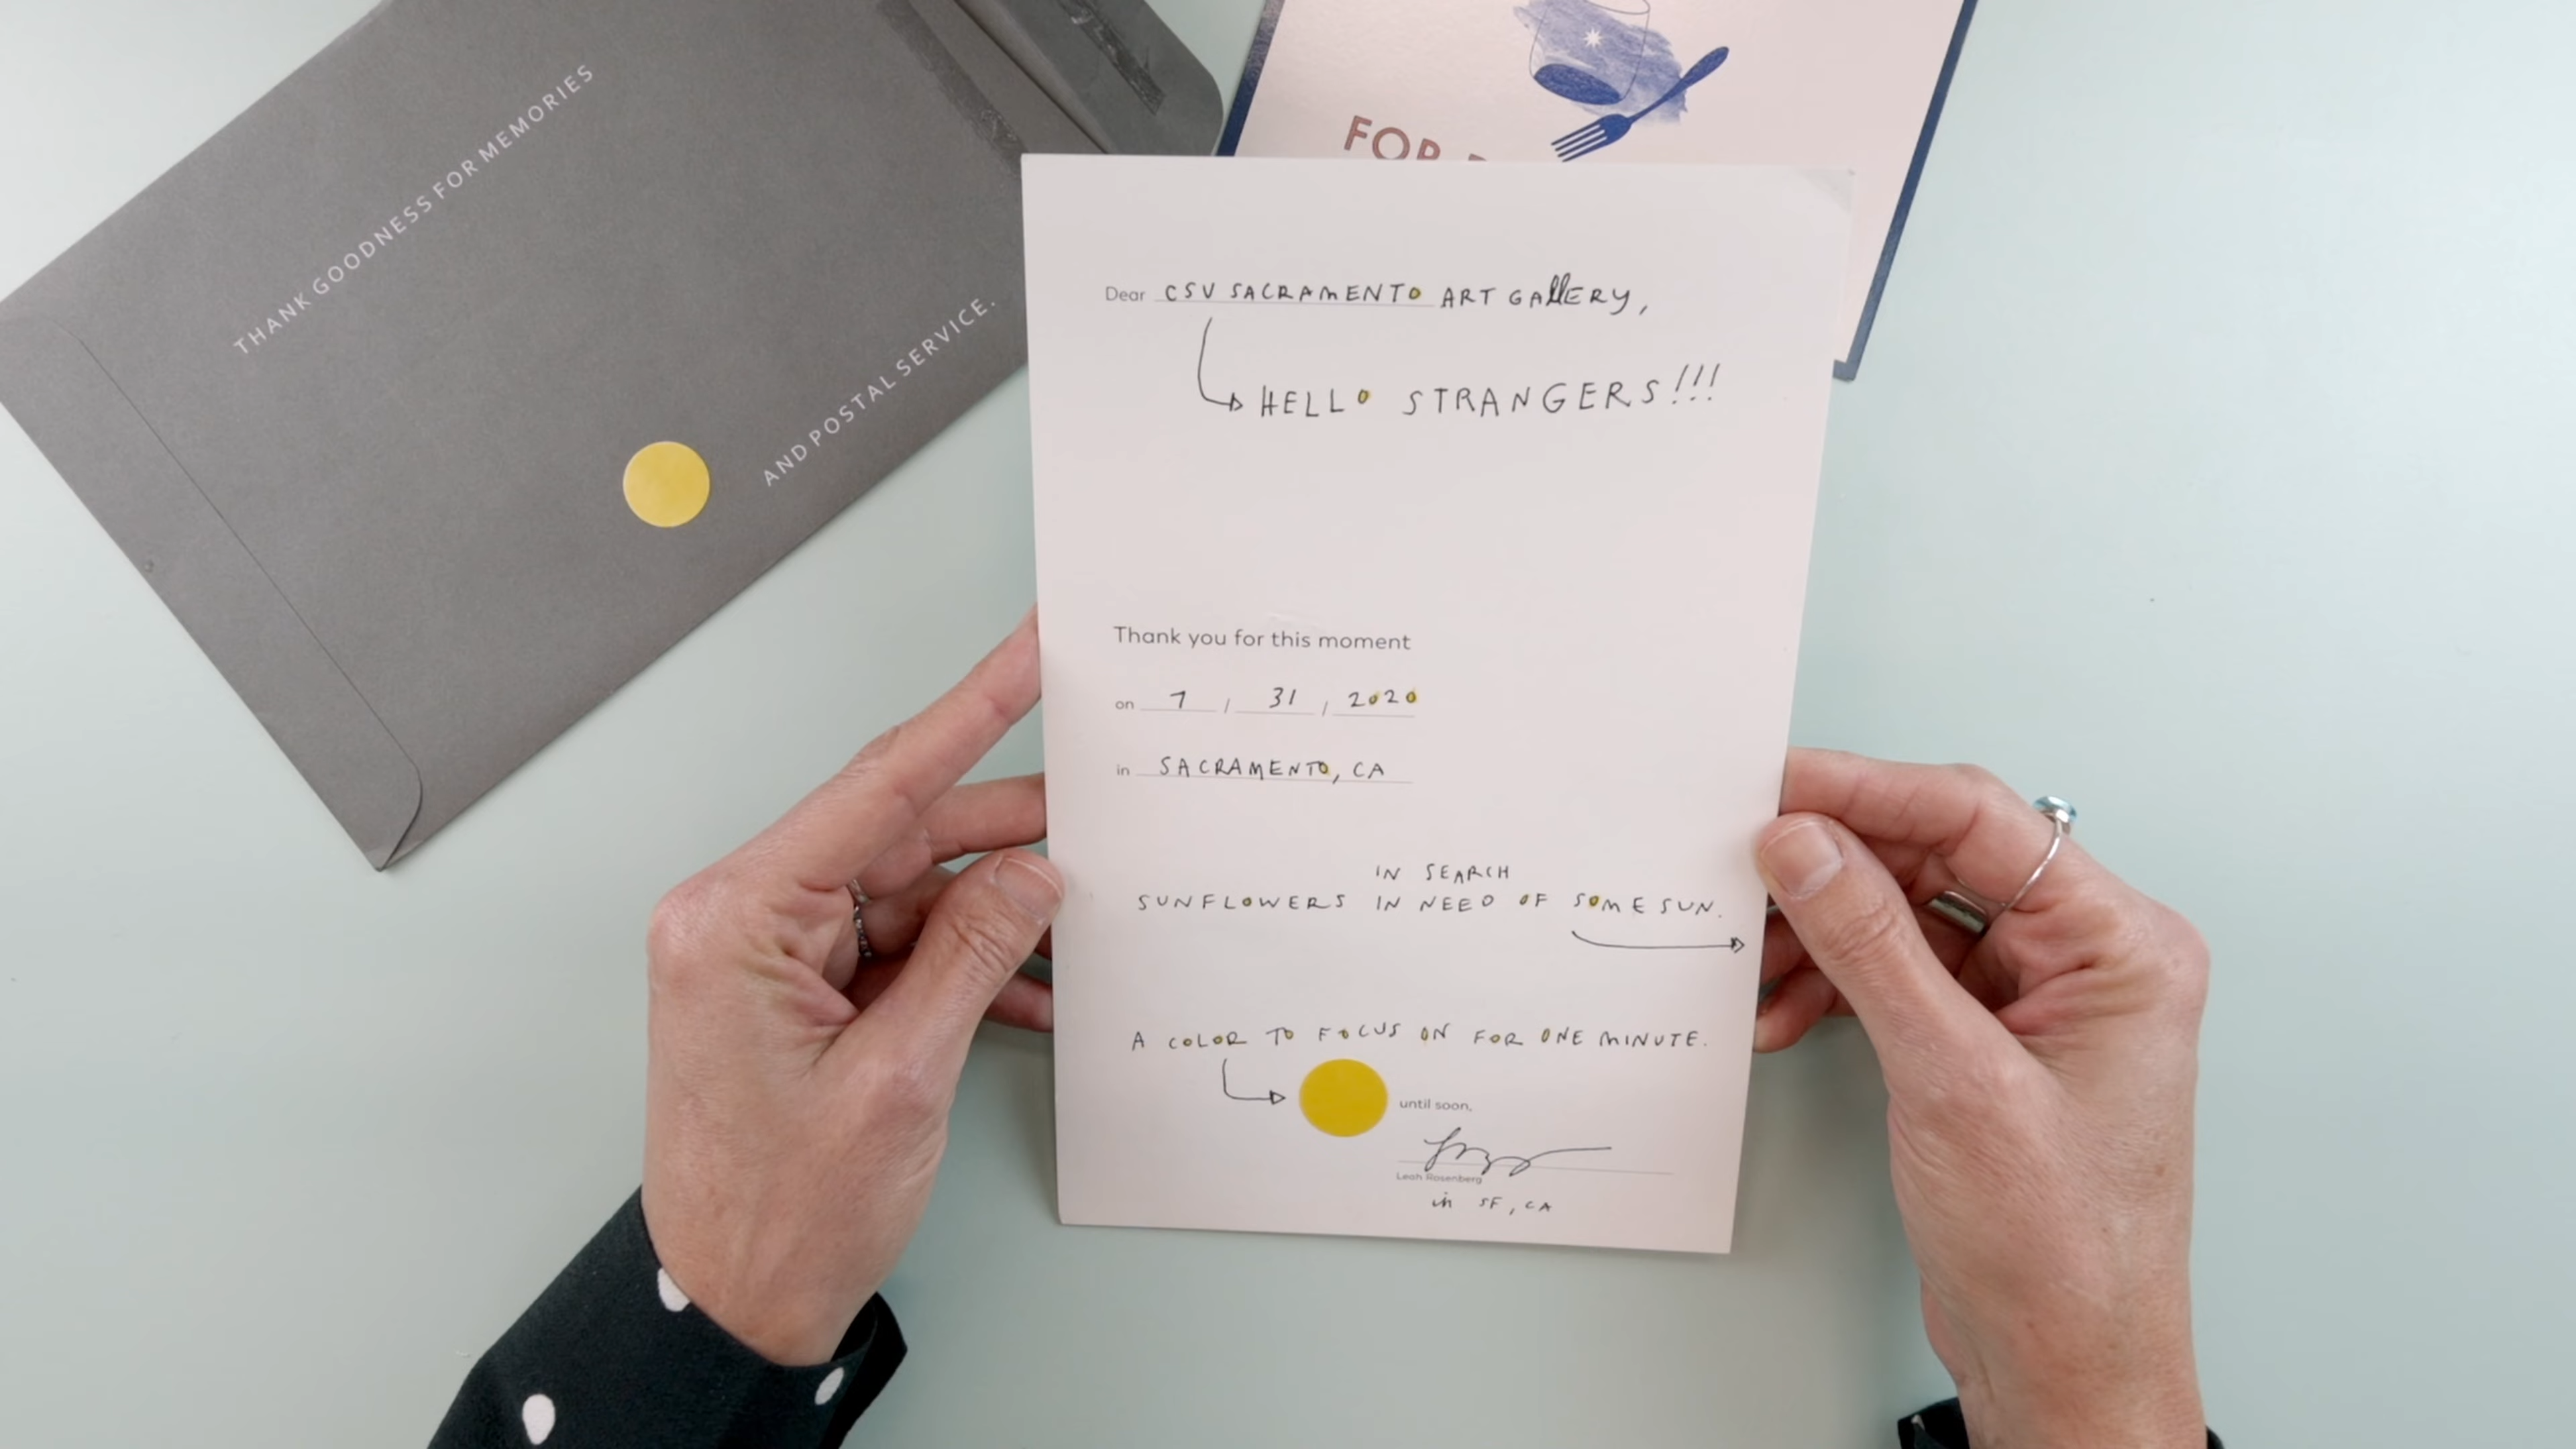 THANK GOODNESS FOR MEMORIES
AND POSTAL SERVICE.
FOR
Dear CSU SACRAMENTO ART GALLERY,
HELLO STRANGERS!!!
Thank you for this moment
on 7 / 31 / 2020
in SACRAMENTO, CA
IN SEARCH
SUNFLOWERS IN NEED OF SOME SUN.
A COLOR TO FOCUS ON FOR ONE MINUTE.
until soon,
Leah Rosenberg
in SF, CA